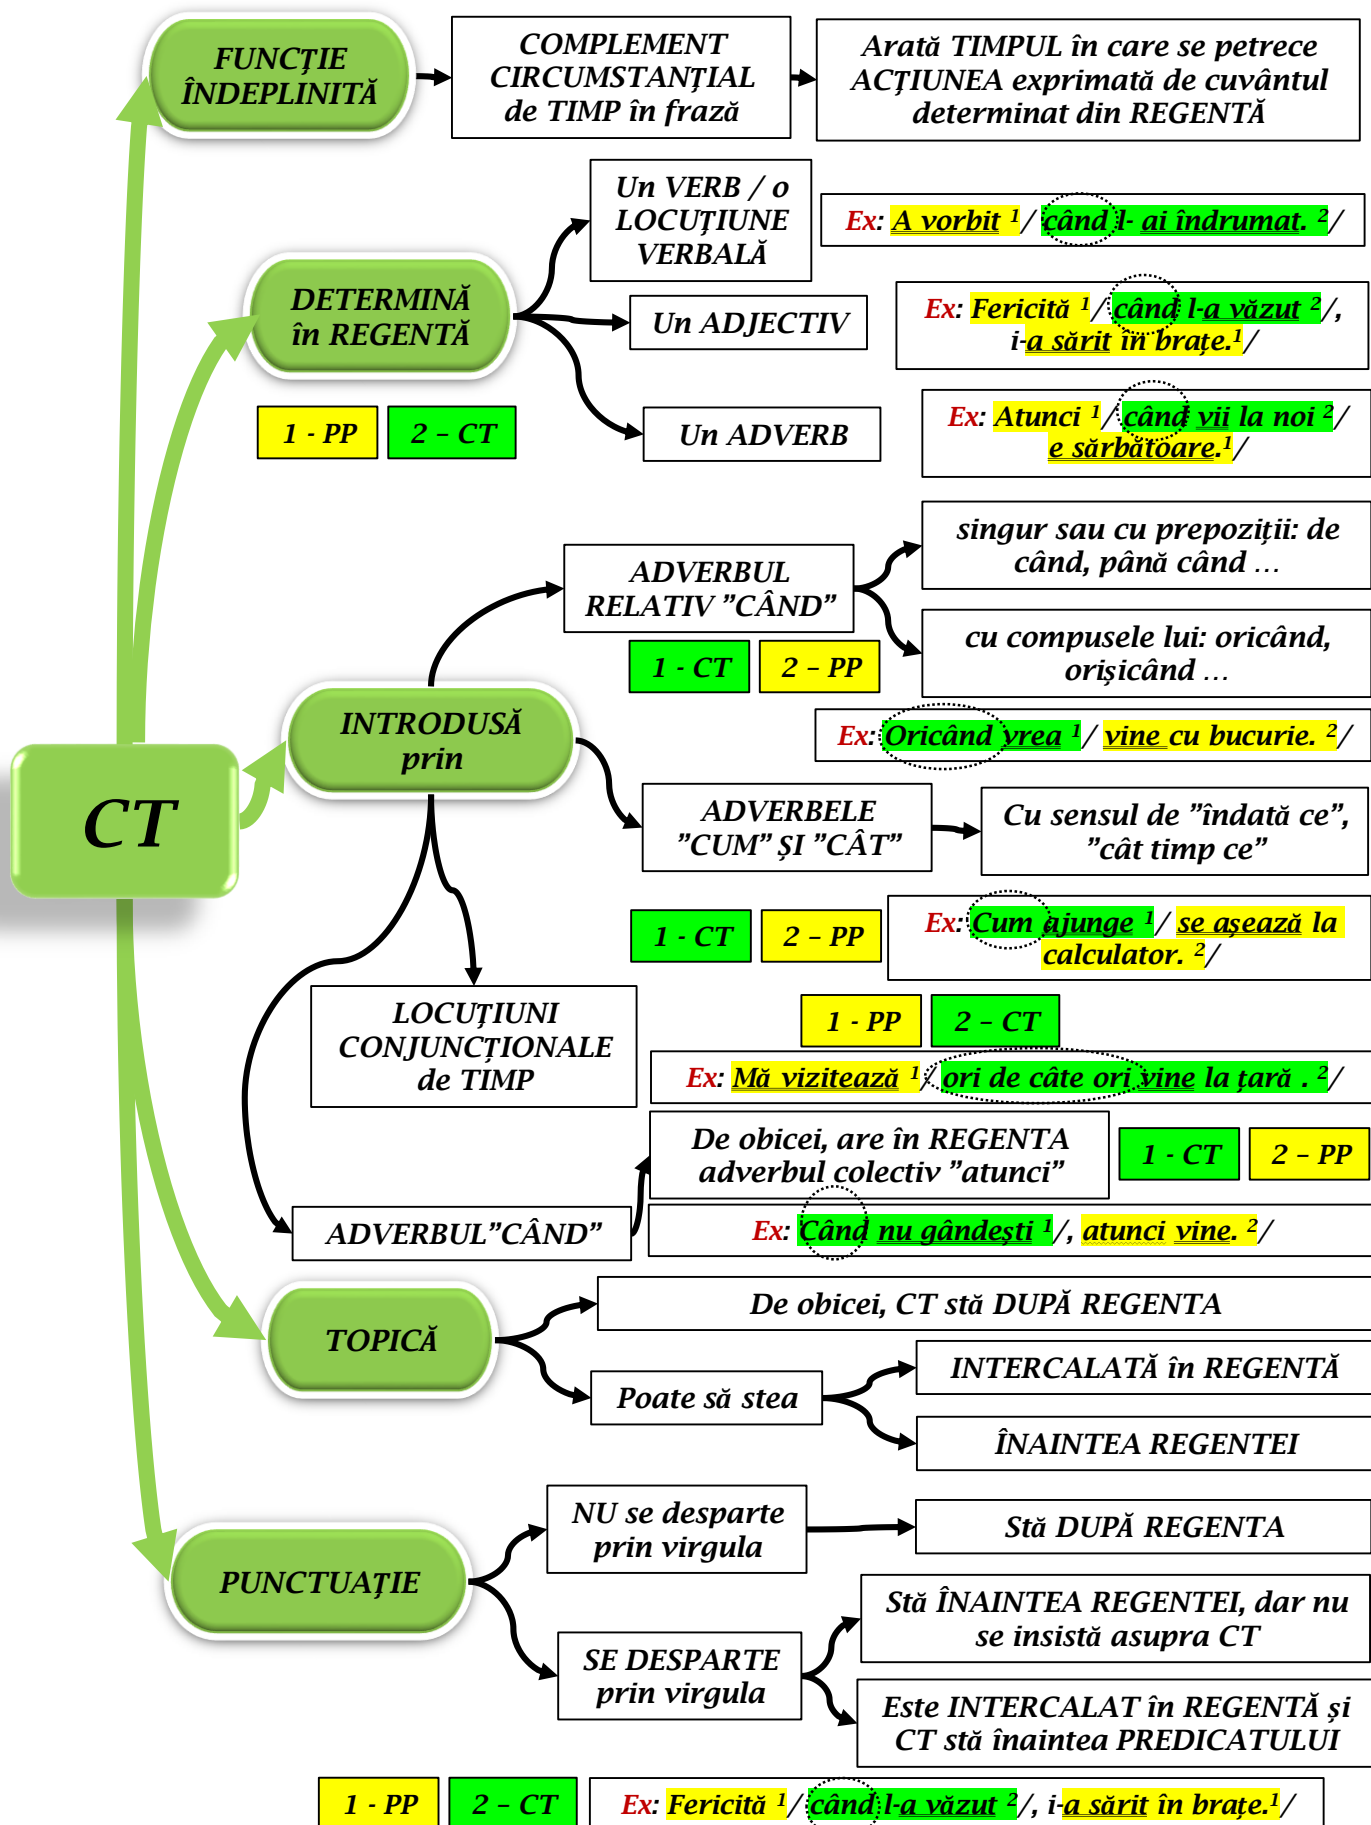 FUNCȚIE
ÎNDEPLINITĂ
COMPLEMENT
CIRCUMSTANȚIAL
de TIMP în frază
Arată TIMPUL în care se petrece
ACȚIUNEA exprimată de cuvântul
determinat din REGENTĂ
Un VERB / o
LOCUȚIUNE
VERBALĂ
Ex: A vorbit ¹/ când l- ai îndrumat. ²/
DETERMINĂ
în REGENTĂ
Un ADJECTIV
Ex: Fericită ¹/ când l-a văzut ²/,
i-a sărit în brațe.¹/
1 - PP
2 – CT
Un ADVERB
Ex: Atunci ¹/ când vii la noi ²/
e sărbătoare.¹/
ADVERBUL
RELATIV ”CÂND”
singur sau cu prepoziții: de
când, până când …
cu compusele lui: oricând,
orișicând …
1 - CT
2 – PP
INTRODUSĂ
prin
Ex: Oricând vrea ¹/ vine cu bucurie. ²/
CT
ADVERBELE
”CUM” ȘI ”CÂT”
Cu sensul de ”îndată ce”,
”cât timp ce”
1 - CT
2 – PP
Ex: Cum ajunge ¹/ se așează la
calculator. ²/
LOCUȚIUNI
CONJUNCȚIONALE
de TIMP
1 - PP
2 – CT
Ex: Mă vizitează ¹/ ori de câte ori vine la țară . ²/
De obicei, are în REGENTA
adverbul colectiv ”atunci”
1 - CT
2 – PP
ADVERBUL”CÂND”
Ex: Când nu gândești ¹/, atunci vine. ²/
TOPICĂ
De obicei, CT stă DUPĂ REGENTA
Poate să stea
INTERCALATĂ în REGENTĂ
ÎNAINTEA REGENTEI
PUNCTUAȚIE
NU se desparte
prin virgula
Stă DUPĂ REGENTA
SE DESPARTE
prin virgula
Stă ÎNAINTEA REGENTEI, dar nu
se insistă asupra CT
Este INTERCALAT în REGENTĂ și
CT stă înaintea PREDICATULUI
1 - PP
2 – CT
Ex: Fericită ¹/ când l-a văzut ²/, i-a sărit în brațe.¹/